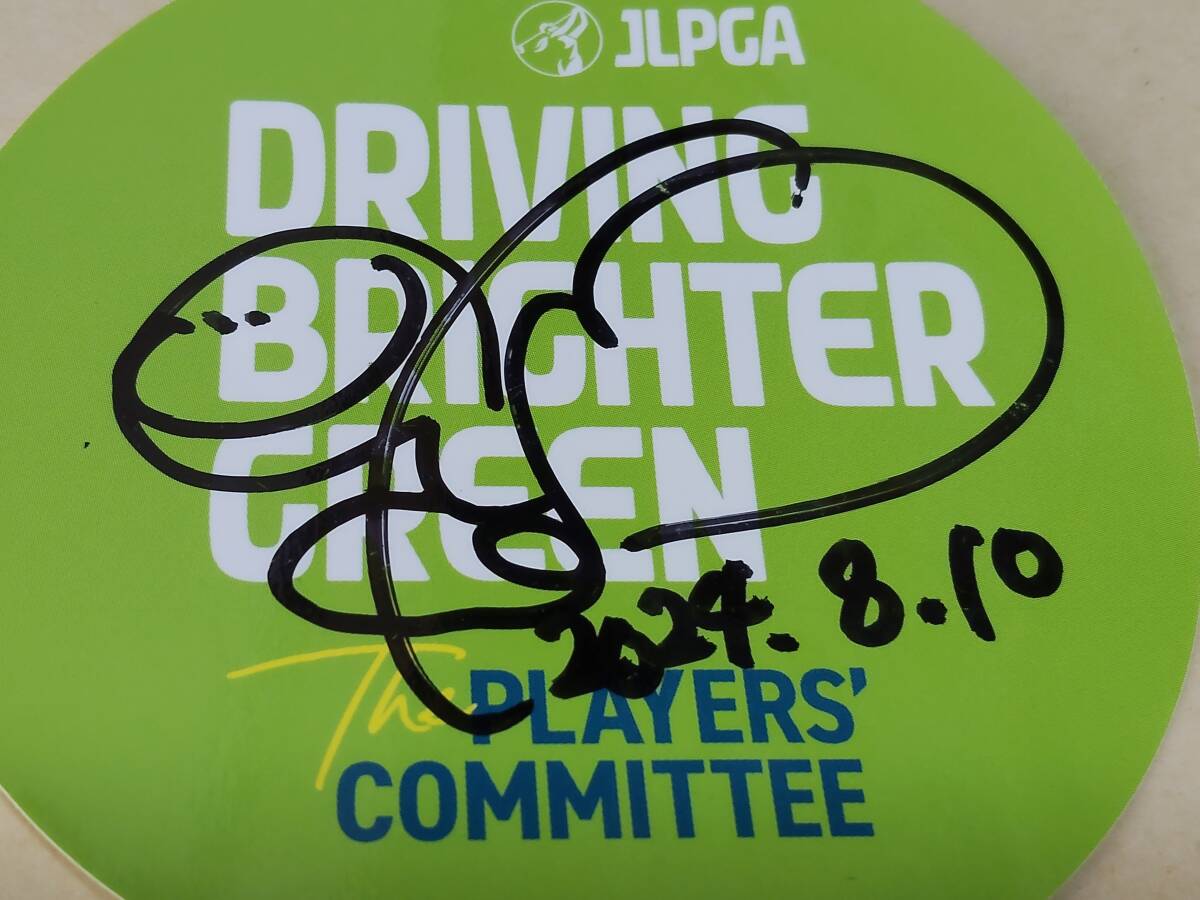 JLPGA
DRIVING
BRIGHTER
GREEN
2024.8.10
The PLAYERS'
COMMITTEE